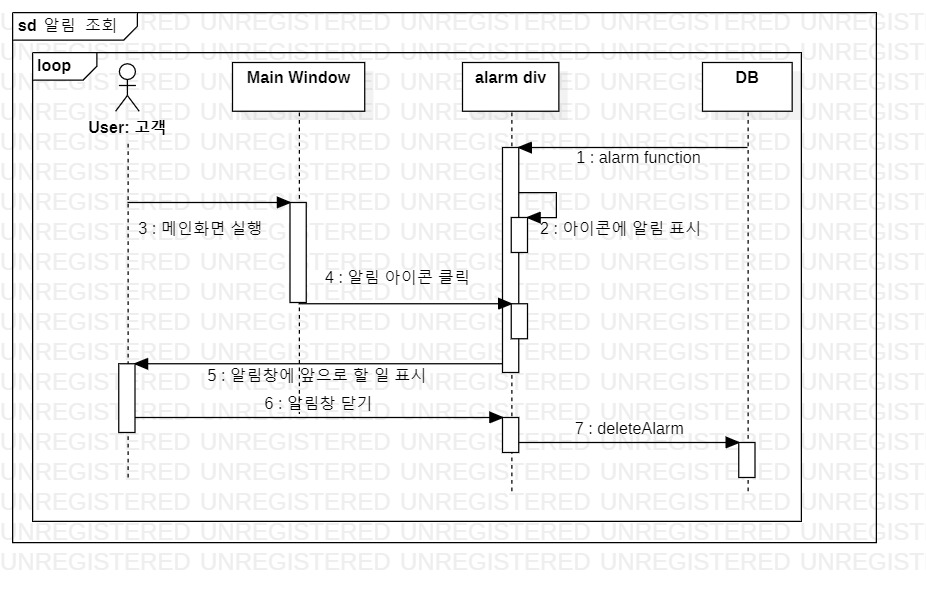 sd 알림 조회
loop
User: 고객
Main Window
alarm div
DB
1 : alarm function
2 : 아이콘에 알림 표시
3 : 메인화면 실행
4 : 알림 아이콘 클릭
5 : 알림창에 앞으로 할 일 표시
6 : 알림창 닫기
7 : deleteAlarm
UNREGISTERED UNREGISTERED UNREGISTERED UNREGISTERED UNREGIST